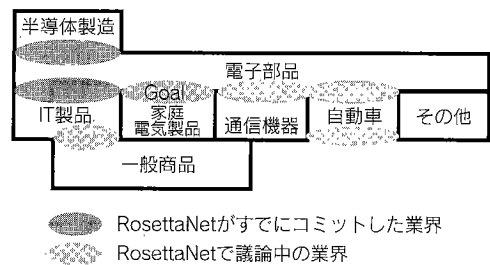 半導体製造
電子部品
Goal
IT製品
家庭
電気製品
通信機器
自動車
その他
一般商品
RosettaNetがすでにコミットした業界
RosettaNetで議論中の業界